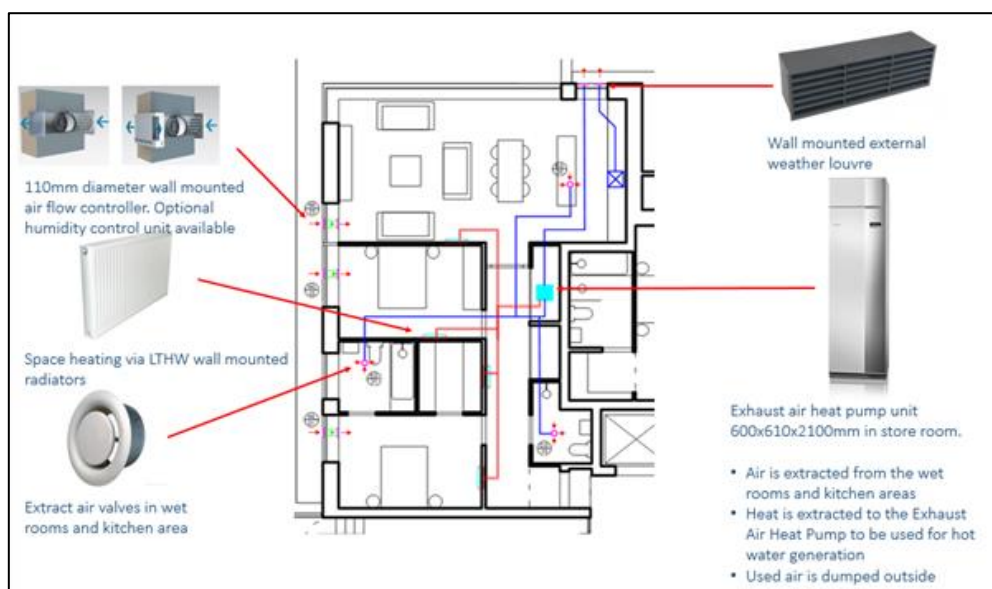 110mm diameter wall mounted
air flow controller. Optional
humidity control unit available
Space heating via LTHW wall mounted
radiators
Extract air valves in wet
rooms and kitchen area
Wall mounted external
weather louvre
Exhaust air heat pump unit
600x610x2100mm in store room.
• Air is extracted from the wet
rooms and kitchen areas
• Heat is extracted to the Exhaust
Air Heat Pump to be used for hot
water generation
• Used air is dumped outside